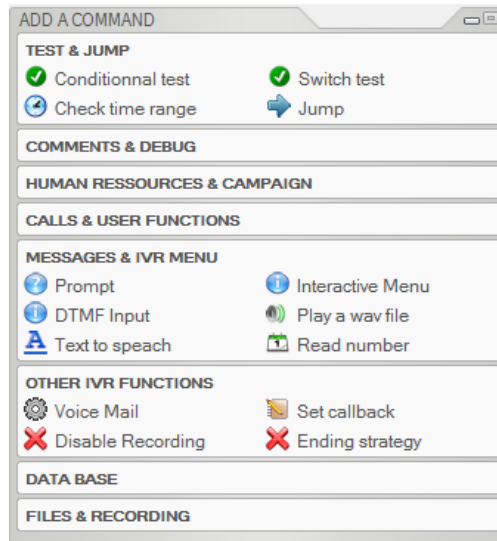 ADD A COMMAND
TEST & JUMP
Conditionnal test Switch test
Check time range Jump
COMMENTS & DEBUG
HUMAN RESSOURCES & CAMPAIGN
CALLS & USER FUNCTIONS
MESSAGES & IVR MENU
Prompt Interactive Menu
DTMF Input Play a wav file
Text to speach Read number
OTHER IVR FUNCTIONS
Voice Mail Set callback
Disable Recording Ending strategy
DATA BASE
FILES & RECORDING